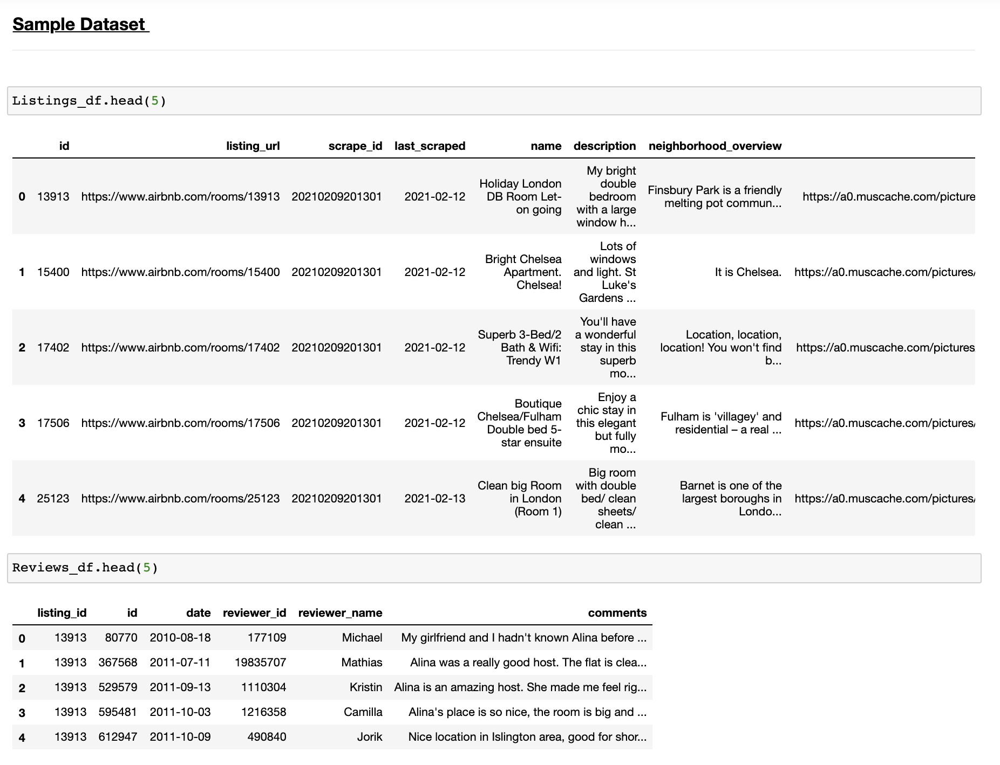 Sample Dataset
Listings_df.head(5)
id listing_url scrape_id last_scraped name description neighborhood_overview
0 13913 https://www.airbnb.com/rooms/13913 20210209201301 2021-02-12 Holiday London DB Room Let-on going My bright double bedroom with a large window h... Finsbury Park is a friendly melting pot commun... https://a0.muscache.com/picture
1 15400 https://www.airbnb.com/rooms/15400 20210209201301 2021-02-12 Bright Chelsea Apartment. Chelsea! Lots of windows and light. St Luke's Gardens ... It is Chelsea. https://a0.muscache.com/pictures/
2 17402 https://www.airbnb.com/rooms/17402 20210209201301 2021-02-12 Superb 3-Bed/2 Bath & Wifi: Trendy W1 You'll have a wonderful stay in this superb mo... Location, location, location! You won't find b... https://a0.muscache.com/pictures
3 17506 https://www.airbnb.com/rooms/17506 20210209201301 2021-02-12 Boutique Chelsea/Fulham Double bed 5-star ensuite Enjoy a chic stay in this elegant but fully mo... Fulham is 'villagey' and residential – a real ... https://a0.muscache.com/pictures/
4 25123 https://www.airbnb.com/rooms/25123 20210209201301 2021-02-13 Clean big Room in London (Room 1) Big room with double bed/ clean sheets/ clean ... Barnet is one of the largest boroughs in Londo... https://a0.muscache.com/pictures/
Reviews_df.head(5)
listing_id id date reviewer_id reviewer_name comments
0 13913 80770 2010-08-18 177109 Michael My girlfriend and I hadn't known Alina before ...
1 13913 367568 2011-07-11 19835707 Mathias Alina was a really good host. The flat is clea...
2 13913 529579 2011-09-13 1110304 Kristin Alina is an amazing host. She made me feel rig...
3 13913 595481 2011-10-03 1216358 Camilla Alina's place is so nice, the room is big and ...
4 13913 612947 2011-10-09 490840 Jorik Nice location in Islington area, good for shor...